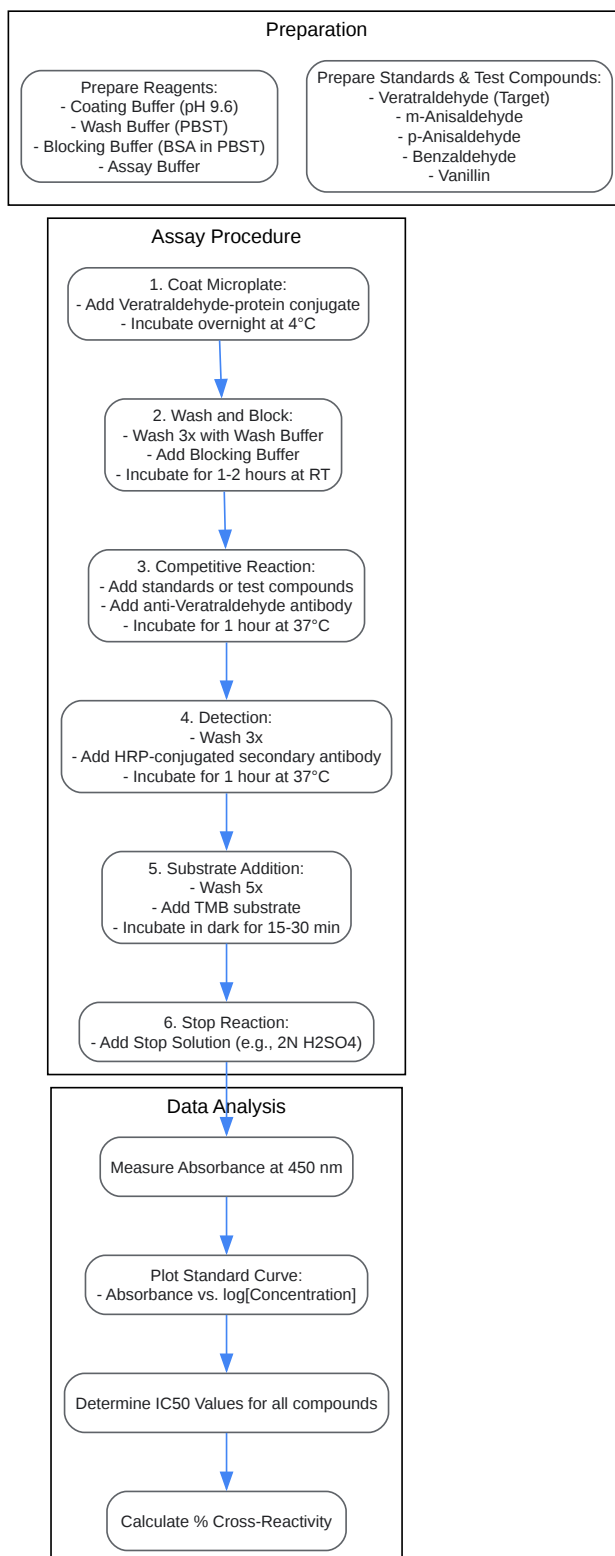 Preparation
Prepare Reagents:
- Coating Buffer (pH 9.6)
- Wash Buffer (PBST)
- Blocking Buffer (BSA in PBST)
- Assay Buffer
Prepare Standards & Test Compounds:
- Veratraldehyde (Target)
- m-Anisaldehyde
- p-Anisaldehyde
- Benzaldehyde
- Vanillin
Assay Procedure
1. Coat Microplate:
- Add Veratraldehyde-protein conjugate
- Incubate overnight at 4°C
2. Wash and Block:
- Wash 3x with Wash Buffer
- Add Blocking Buffer
- Incubate for 1-2 hours at RT
3. Competitive Reaction:
- Add standards or test compounds
- Add anti-Veratraldehyde antibody
- Incubate for 1 hour at 37°C
4. Detection:
- Wash 3x
- Add HRP-conjugated secondary antibody
- Incubate for 1 hour at 37°C
5. Substrate Addition:
- Wash 5x
- Add TMB substrate
- Incubate in dark for 15-30 min
6. Stop Reaction:
- Add Stop Solution (e.g., 2N H2SO4)
Data Analysis
Measure Absorbance at 450 nm
Plot Standard Curve:
- Absorbance vs. log[Concentration]
Determine IC50 Values for all compounds
Calculate % Cross-Reactivity